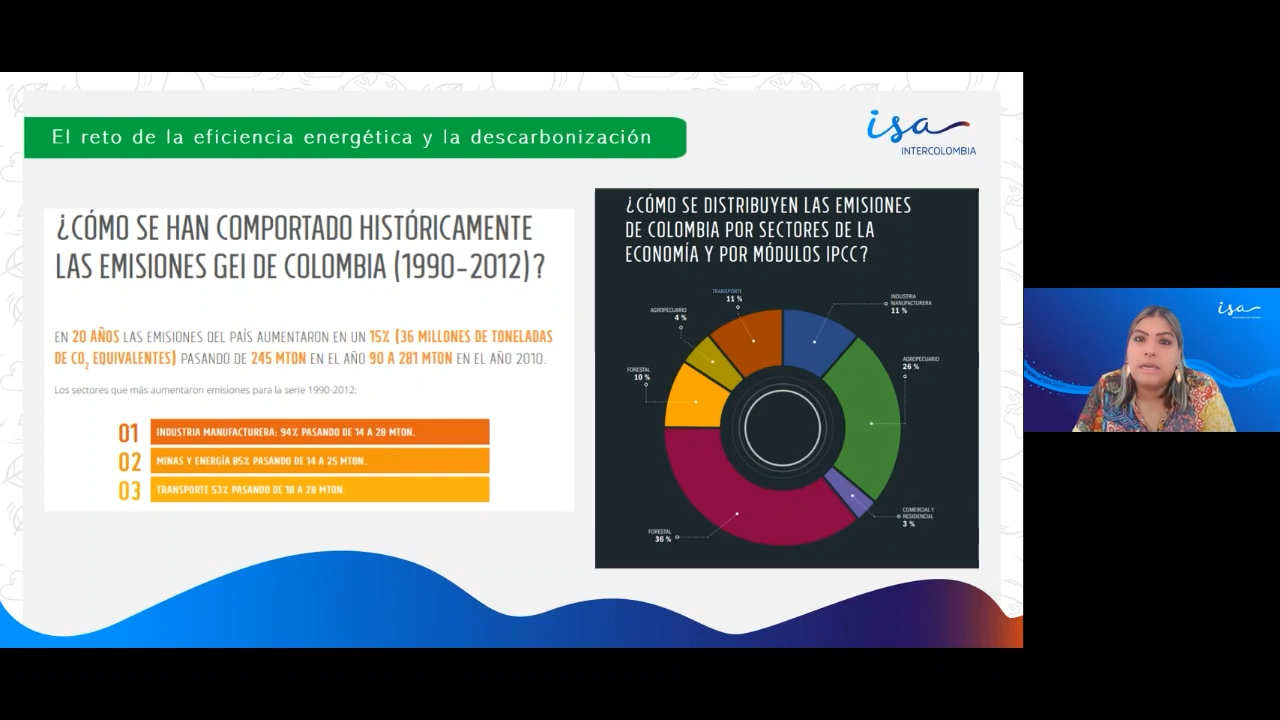 El reto de la eficiencia energética y la descarbonización
isa
INTERCOLOMBIA
¿CÓMO SE HAN COMPORTADO HISTÓRICAMENTE
LAS EMISIONES GEI DE COLOMBIA (1990-2012)?
EN 20 AÑOS LAS EMISIONES DEL PAÍS AUMENTARON EN UN 15% (36 MILLONES DE TONELADAS
DE CO2 EQUIVALENTES) PASANDO DE 245 MTON EN EL AÑO 90 A 281 MTON EN EL AÑO 2010.
Los sectores que más aumentaron emisiones para la serie 1990-2012:
01 INDUSTRIA MANUFACTURERA: 94% PASANDO DE 14 A 28 MTON.
02 MINAS Y ENERGÍA 85% PASANDO DE 14 A 25 MTON.
03 TRANSPORTE 53% PASANDO DE 18 A 28 MTON.
¿CÓMO SE DISTRIBUYEN LAS EMISIONES
DE COLOMBIA POR SECTORES DE LA
ECONOMÍA Y POR MÓDULOS IPCC?
TRANSPORTE
11 %
INDUSTRIA
MANUFACTURERA
11 %
AGROPECUARIO
4 %
AGROPECUARIO
26 %
FORESTAL
10 %
COMERCIAL Y
RESIDENCIAL
3 %
FORESTAL
36 %
isa